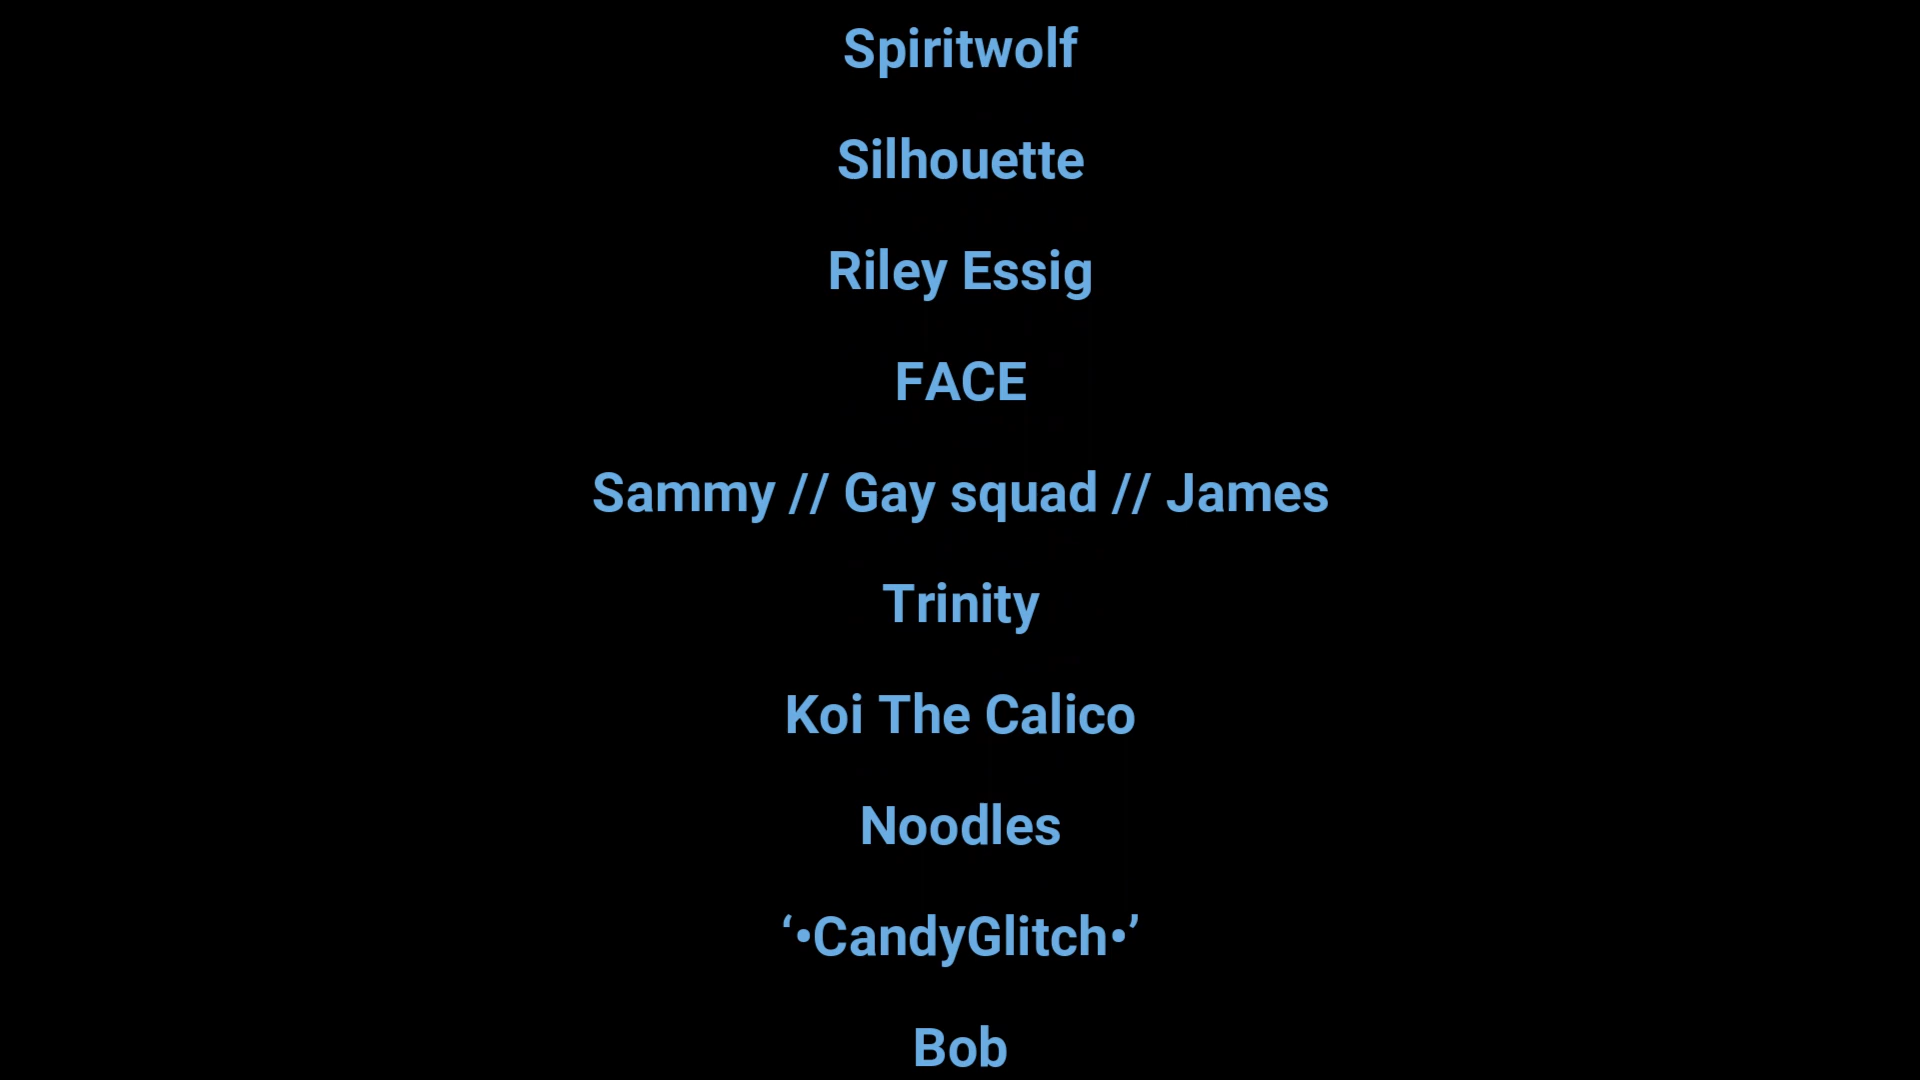 Spiritwolf
Silhouette
Riley Essig
FACE
Sammy // Gay squad // James
Trinity
Koi The Calico
Noodles
‘•CandyGlitch•’
Bob